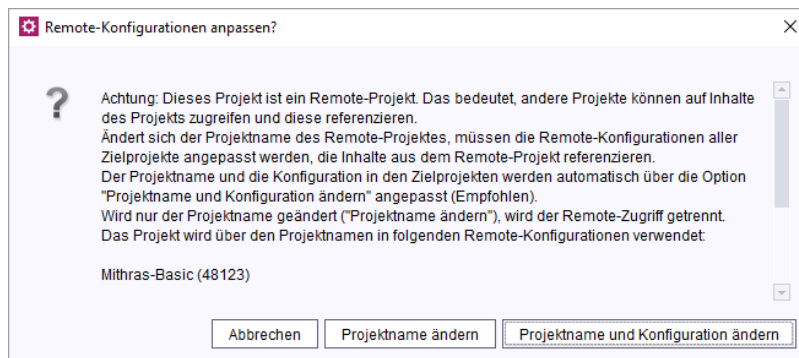 Remote-Konfigurationen anpassen?
Achtung: Dieses Projekt ist ein Remote-Projekt. Das bedeutet, andere Projekte können auf Inhalte
des Projekts zugreifen und diese referenzieren.
Ändert sich der Projektname des Remote-Projektes, müssen die Remote-Konfigurationen aller
Zielprojekte angepasst werden, die Inhalte aus dem Remote-Projekt referenzieren.
Der Projektname und die Konfiguration in den Zielprojekten werden automatisch über die Option
"Projektname und Konfiguration ändern" angepasst (Empfohlen).
Wird nur der Projektname geändert ("Projektname ändern"), wird der Remote-Zugriff getrennt.
Das Projekt wird über den Projektnamen in folgenden Remote-Konfigurationen verwendet:
Mithras-Basic (48123)
Abbrechen Projektname ändern Projektname und Konfiguration ändern